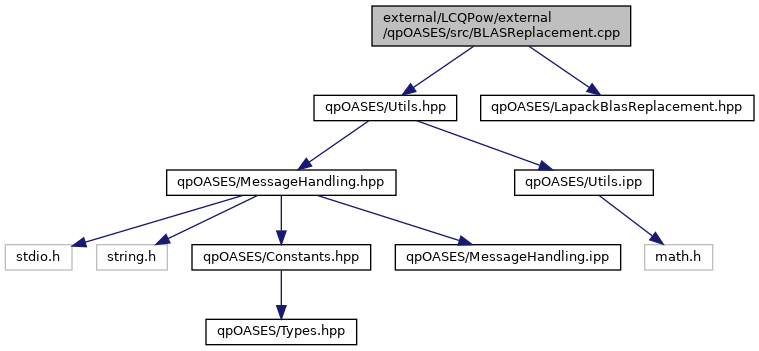 external/LCQPow/external
/qpOASES/src/BLASReplacement.cpp
qpOASES/Utils.hpp
qpOASES/LapackBlasReplacement.hpp
qpOASES/MessageHandling.hpp
qpOASES/Utils.ipp
stdio.h
string.h
qpOASES/Constants.hpp
qpOASES/MessageHandling.ipp
math.h
qpOASES/Types.hpp